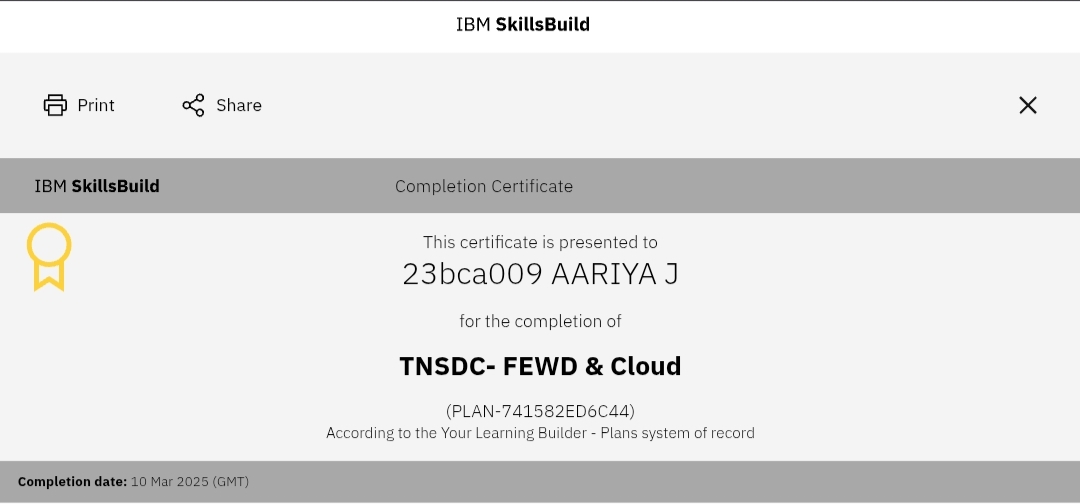 IBM SkillsBuild
Print
Share
IBM SkillsBuild
Completion Certificate
This certificate is presented to
23bca009 AARIYA J
for the completion of
TNSDC- FEWD & Cloud
(PLAN-741582ED6C44)
According to the Your Learning Builder - Plans system of record
Completion date: 10 Mar 2025 (GMT)